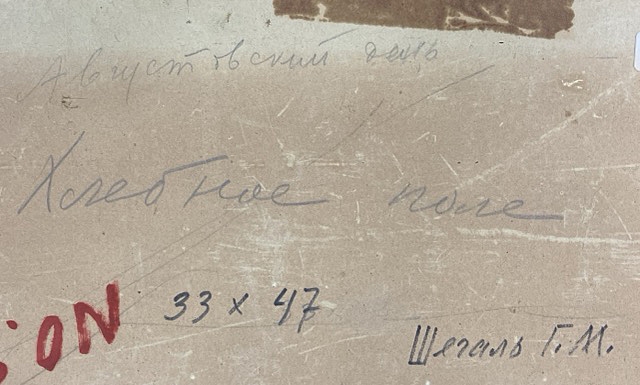 Августовский день
Хлебное поле
33 x 47
ON
Шегаль Г.М.